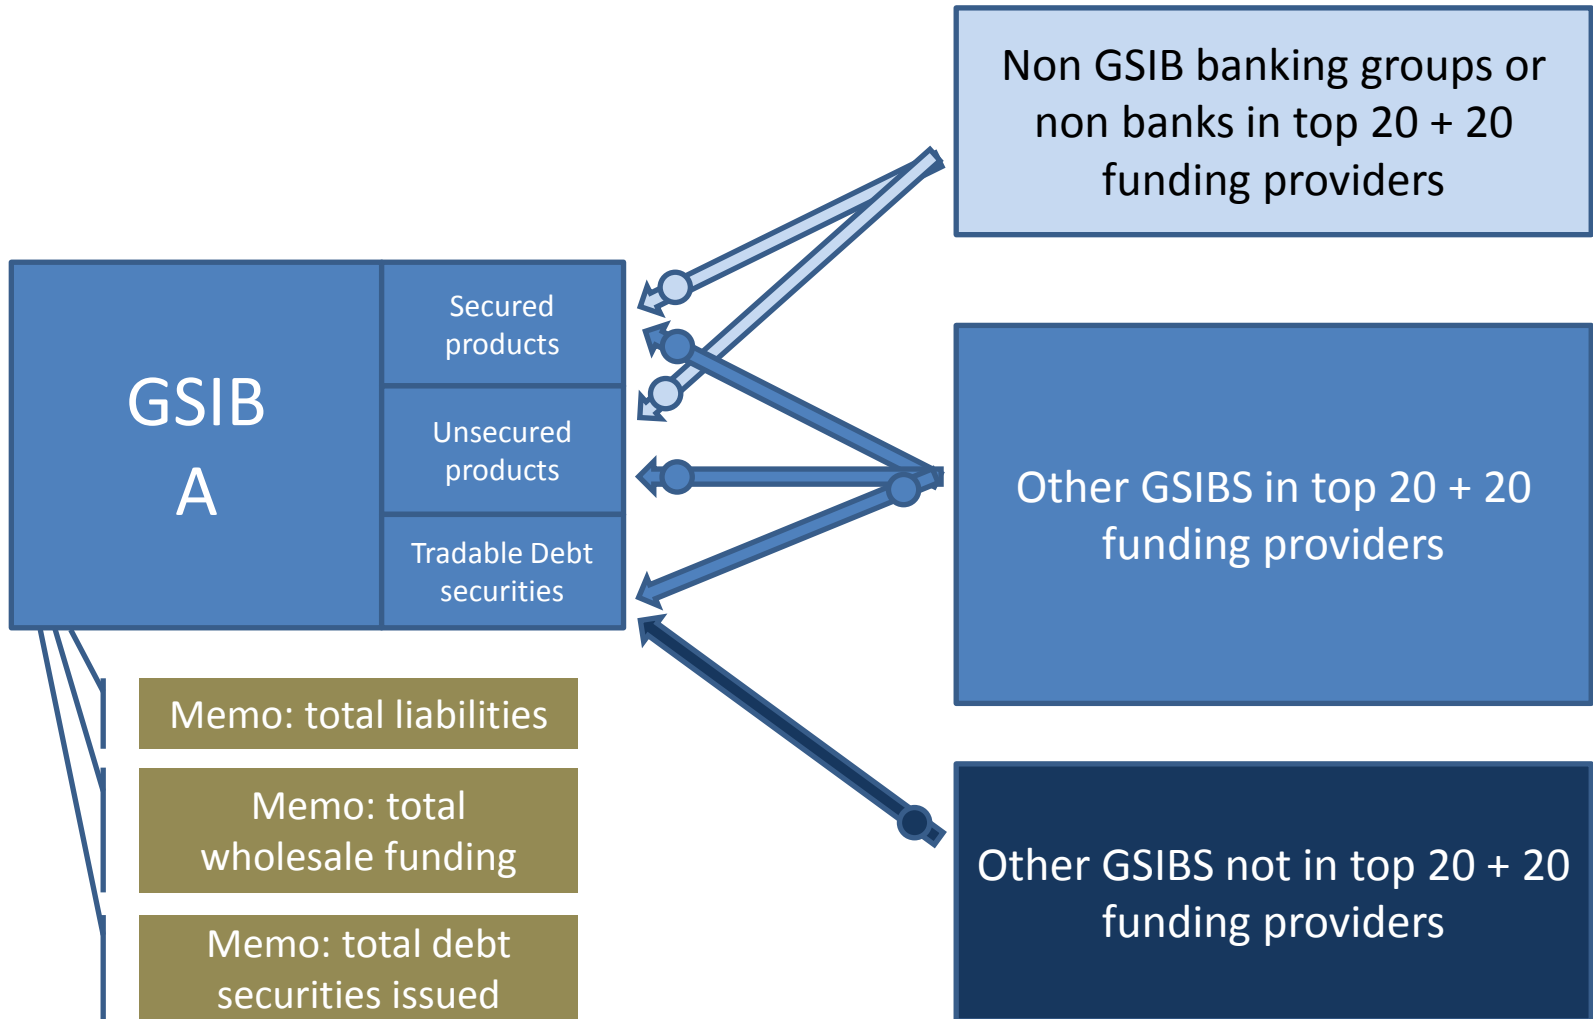 Non GSIB banking groups or
non banks in top 20 + 20
funding providers
GSIB
A
Secured
products
Unsecured
products
Tradable Debt
securities
Other GSIBS in top 20 + 20
funding providers
Memo: total liabilities
Memo: total
wholesale funding
Memo: total debt
securities issued
Other GSIBS not in top 20 + 20
funding providers